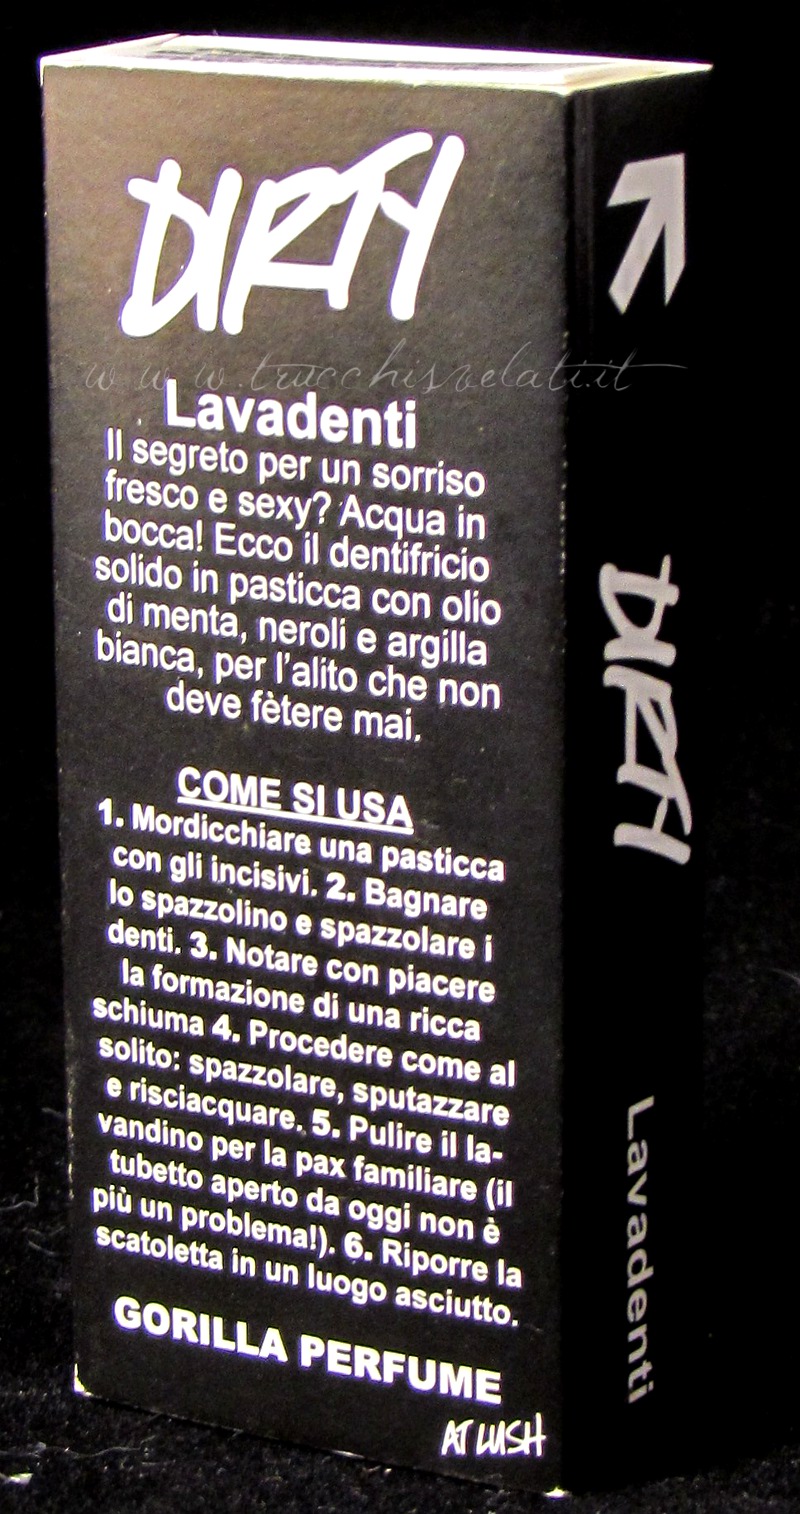 DIRTY
www.trucchisvelati.it
Lavadenti
Il segreto per un sorriso
fresco e sexy? Acqua in
bocca! Ecco il dentifricio
solido in pasticca con olio
di menta, neroli e argilla
bianca, per l'alito che non
deve fètere mai.
COME SI USA
1. Mordicchiare una pasticca
con gli incisivi. 2. Bagnare
lo spazzolino e spazzolare i
denti. 3. Notare con piacere
la formazione di una ricca
schiuma 4. Procedere come al
solito: spazzolare, sputazzare
e risciacquare. 5. Pulire il la-
vandino per la pax familiare (il
tubetto aperto da oggi non è
più un problema!). 6. Riporre la
scatoletta in un luogo asciutto.
GORILLA PERFUME
AT LUSH
DIRTY
Lavadenti